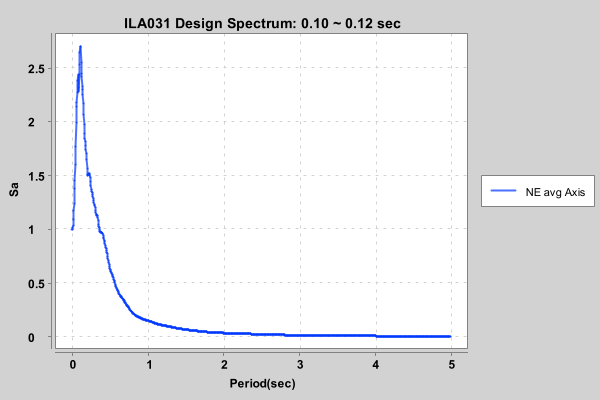 ILA031 Design Spectrum: 0.10 ~ 0.12 sec
2.5
2
1.5
1
0.5
0
Sa
0 1 2 3 4 5
Period(sec)
NE avg Axis